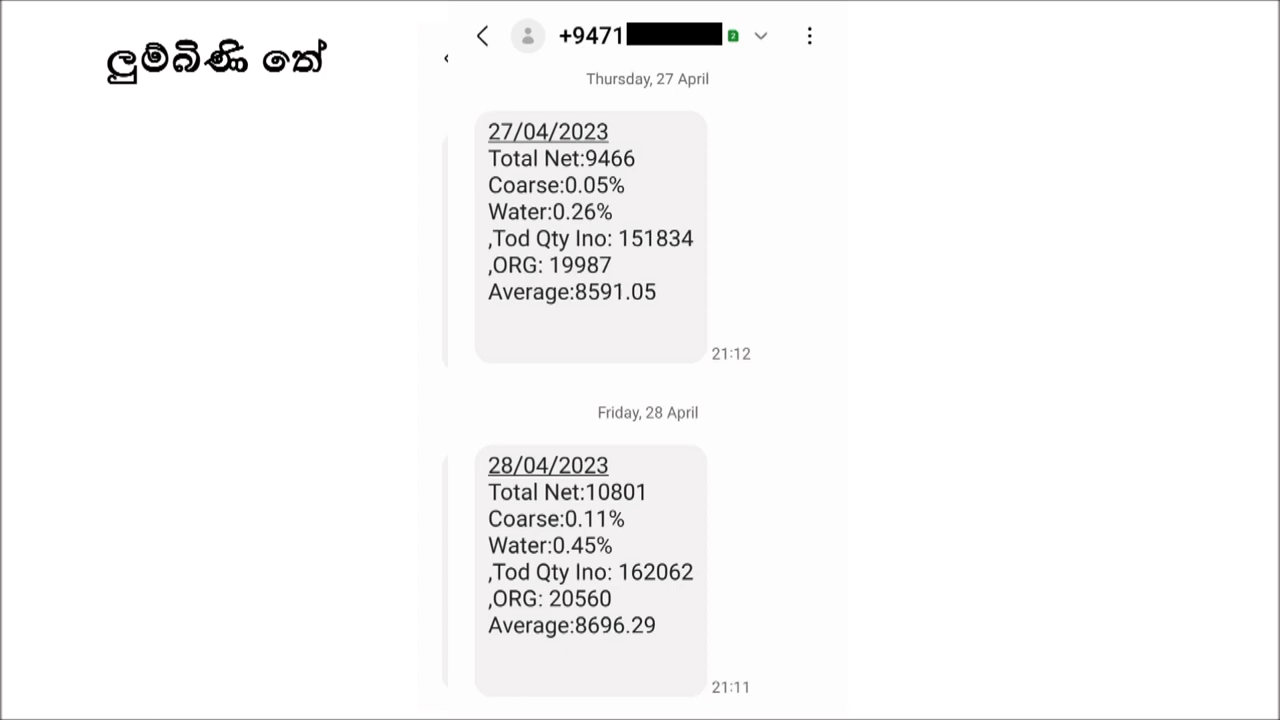 ලුම්බිණි තේ
+9471
2
Thursday, 27 April
27/04/2023
Total Net:9466
Coarse:0.05%
Water:0.26%
,Tod Qty Ino: 151834
,ORG: 19987
Average:8591.05
21:12
Friday, 28 April
28/04/2023
Total Net:10801
Coarse:0.11%
Water:0.45%
,Tod Qty Ino: 162062
,ORG: 20560
Average:8696.29
21:11